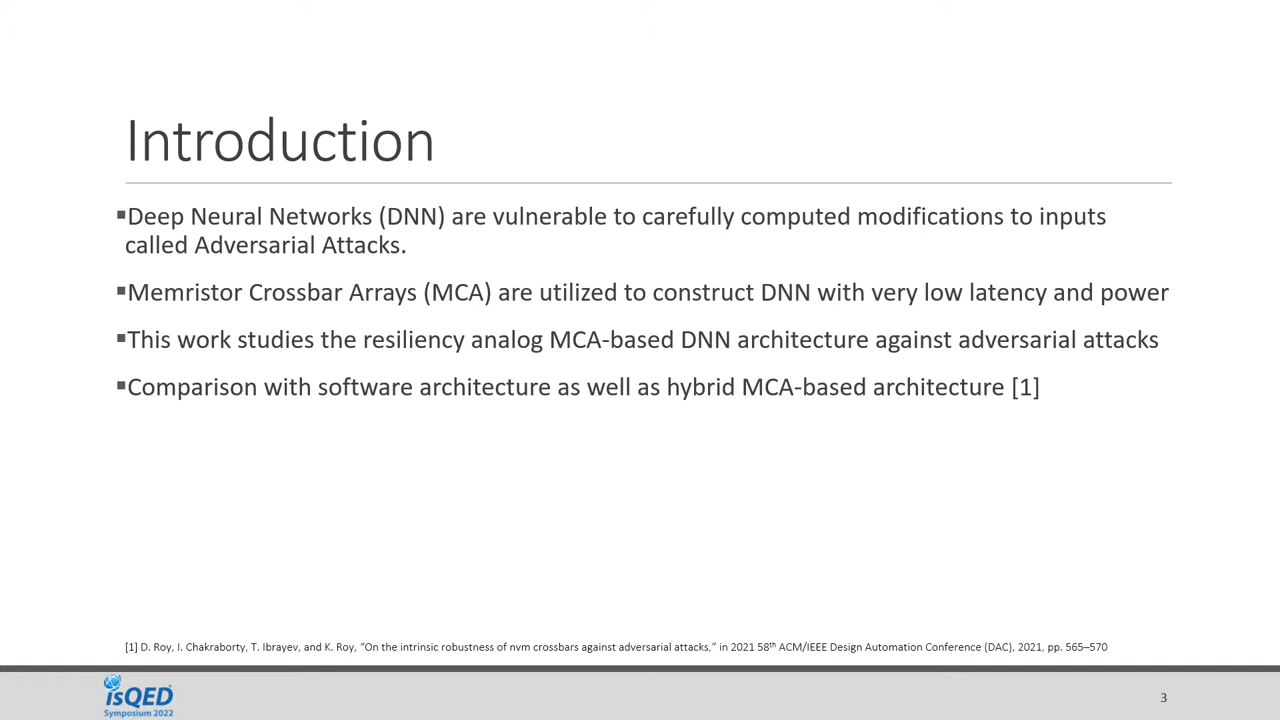 Introduction
▪Deep Neural Networks (DNN) are vulnerable to carefully computed modifications to inputs
called Adversarial Attacks.
▪Memristor Crossbar Arrays (MCA) are utilized to construct DNN with very low latency and power
▪This work studies the resiliency analog MCA-based DNN architecture against adversarial attacks
▪Comparison with software architecture as well as hybrid MCA-based architecture [1]
[1] D. Roy, I. Chakraborty, T. Ibrayev, and K. Roy, “On the intrinsic robustness of nvm crossbars against adversarial attacks,” in 2021 58th ACM/IEEE Design Automation Conference (DAC), 2021, pp. 565–570
isQED
Symposium 2022
3